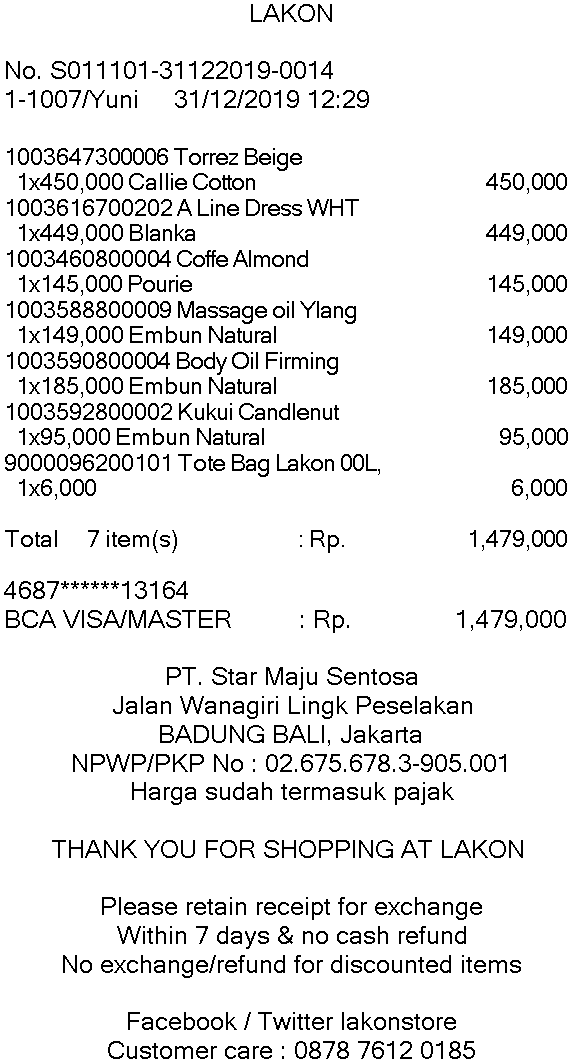 LAKON
No. S011101-31122019-0014
1-1007/Yuni 31/12/2019 12:29
1003647300006 Torrez Beige
1x450,000 Callie Cotton 450,000
1003616700202 A Line Dress WHT
1x449,000 Blanka 449,000
1003460800004 Coffe Almond
1x145,000 Pourie 145,000
1003588800009 Massage oil Ylang
1x149,000 Embun Natural 149,000
1003590800004 Body Oil Firming
1x185,000 Embun Natural 185,000
1003592800002 Kukui Candlenut
1x95,000 Embun Natural 95,000
9000096200101 Tote Bag Lakon 00L,
1x6,000 6,000
Total 7 item(s) : Rp. 1,479,000
4687******13164
BCA VISA/MASTER : Rp. 1,479,000
PT. Star Maju Sentosa
Jalan Wanagiri Lingk Peselakan
BADUNG BALI, Jakarta
NPWP/PKP No : 02.675.678.3-905.001
Harga sudah termasuk pajak
THANK YOU FOR SHOPPING AT LAKON
Please retain receipt for exchange
Within 7 days & no cash refund
No exchange/refund for discounted items
Facebook / Twitter lakonstore
Customer care : 0878 7612 0185